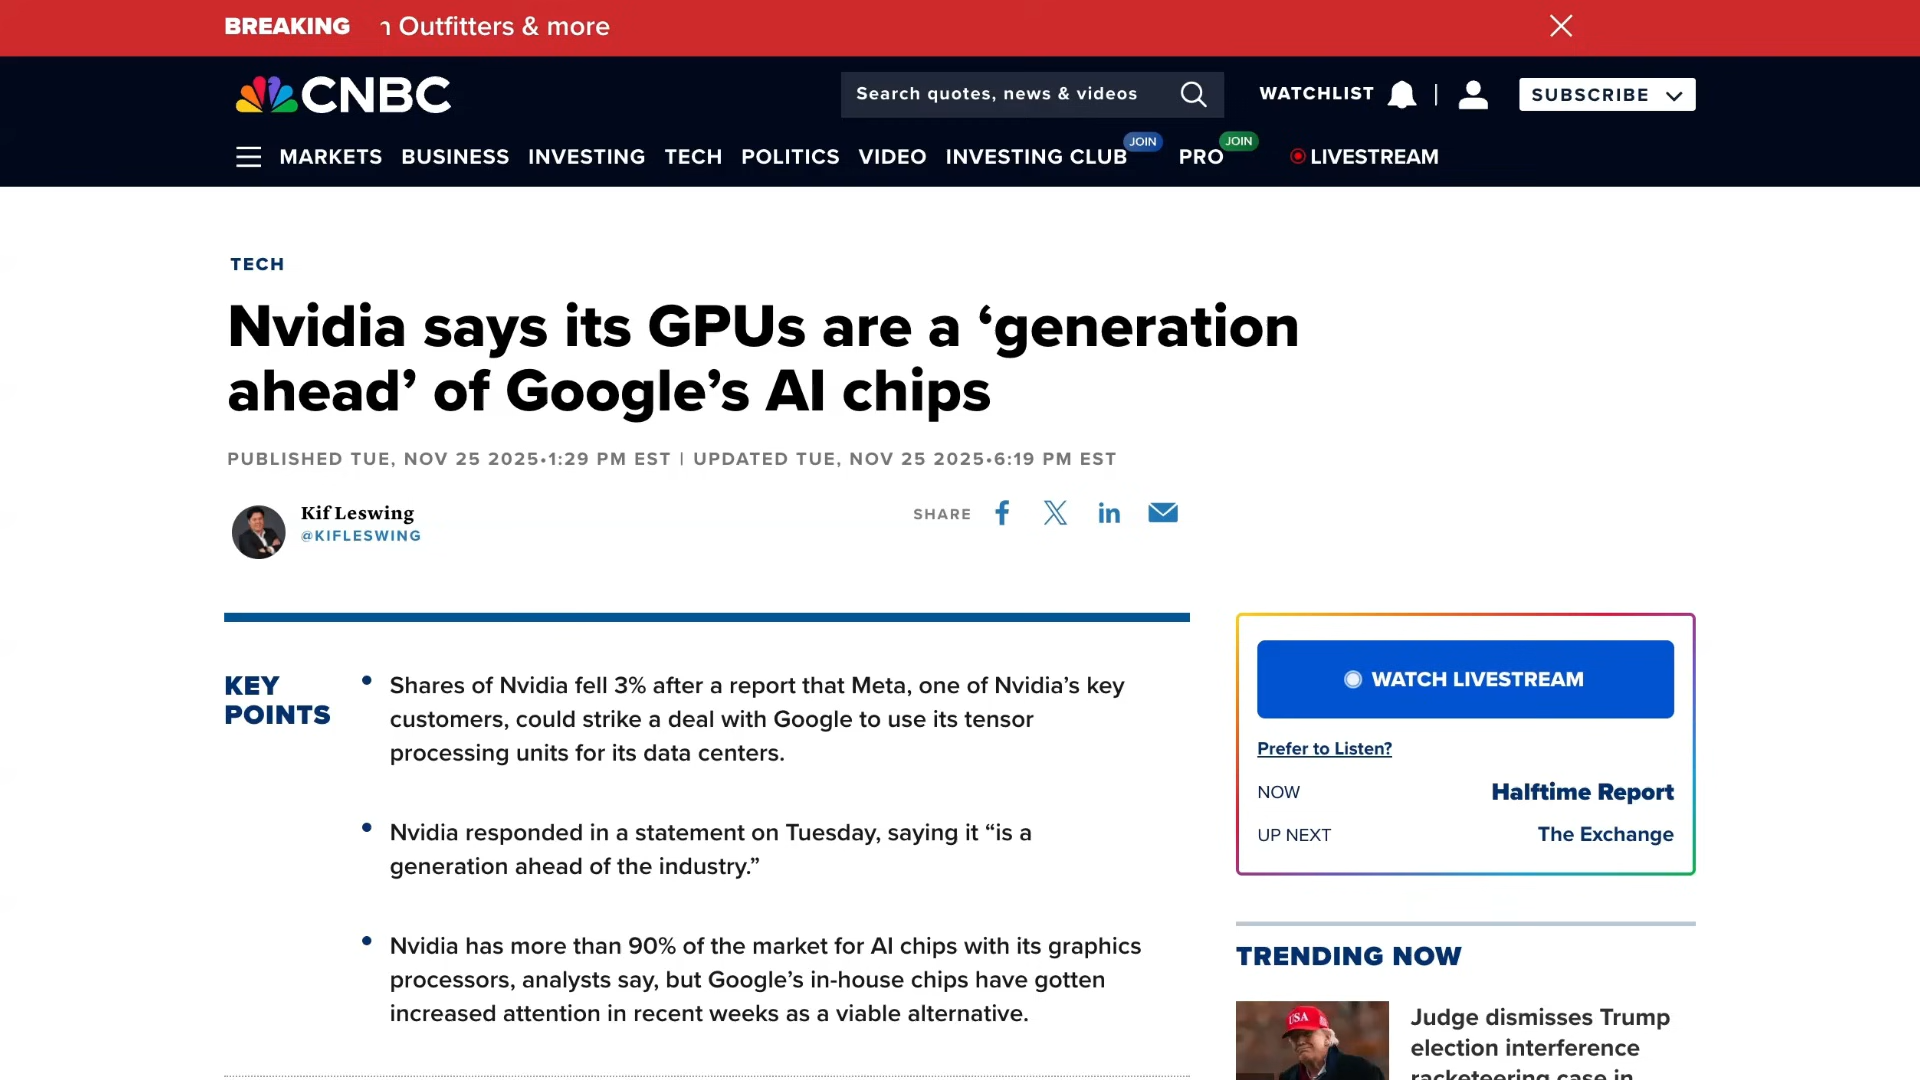 BREAKING
Outfitters & more
CNBC
Search quotes, news & videos
WATCHLIST
SUBSCRIBE
MARKETS BUSINESS INVESTING TECH POLITICS VIDEO INVESTING CLUB JOIN PRO JOIN LIVESTREAM
TECH
Nvidia says its GPUs are a ‘generation
ahead’ of Google’s AI chips
PUBLISHED TUE, NOV 25 2025•1:29 PM EST | UPDATED TUE, NOV 25 2025•6:19 PM EST
Kif Leswing
@KIFLESWING
SHARE
KEY
POINTS
Shares of Nvidia fell 3% after a report that Meta, one of Nvidia’s key
customers, could strike a deal with Google to use its tensor
processing units for its data centers.
Nvidia responded in a statement on Tuesday, saying it “is a
generation ahead of the industry.”
Nvidia has more than 90% of the market for AI chips with its graphics
processors, analysts say, but Google’s in-house chips have gotten
increased attention in recent weeks as a viable alternative.
WATCH LIVESTREAM
Prefer to Listen?
NOW Halftime Report
UP NEXT The Exchange
TRENDING NOW
USA
Judge dismisses Trump
election interference
racketeering case in